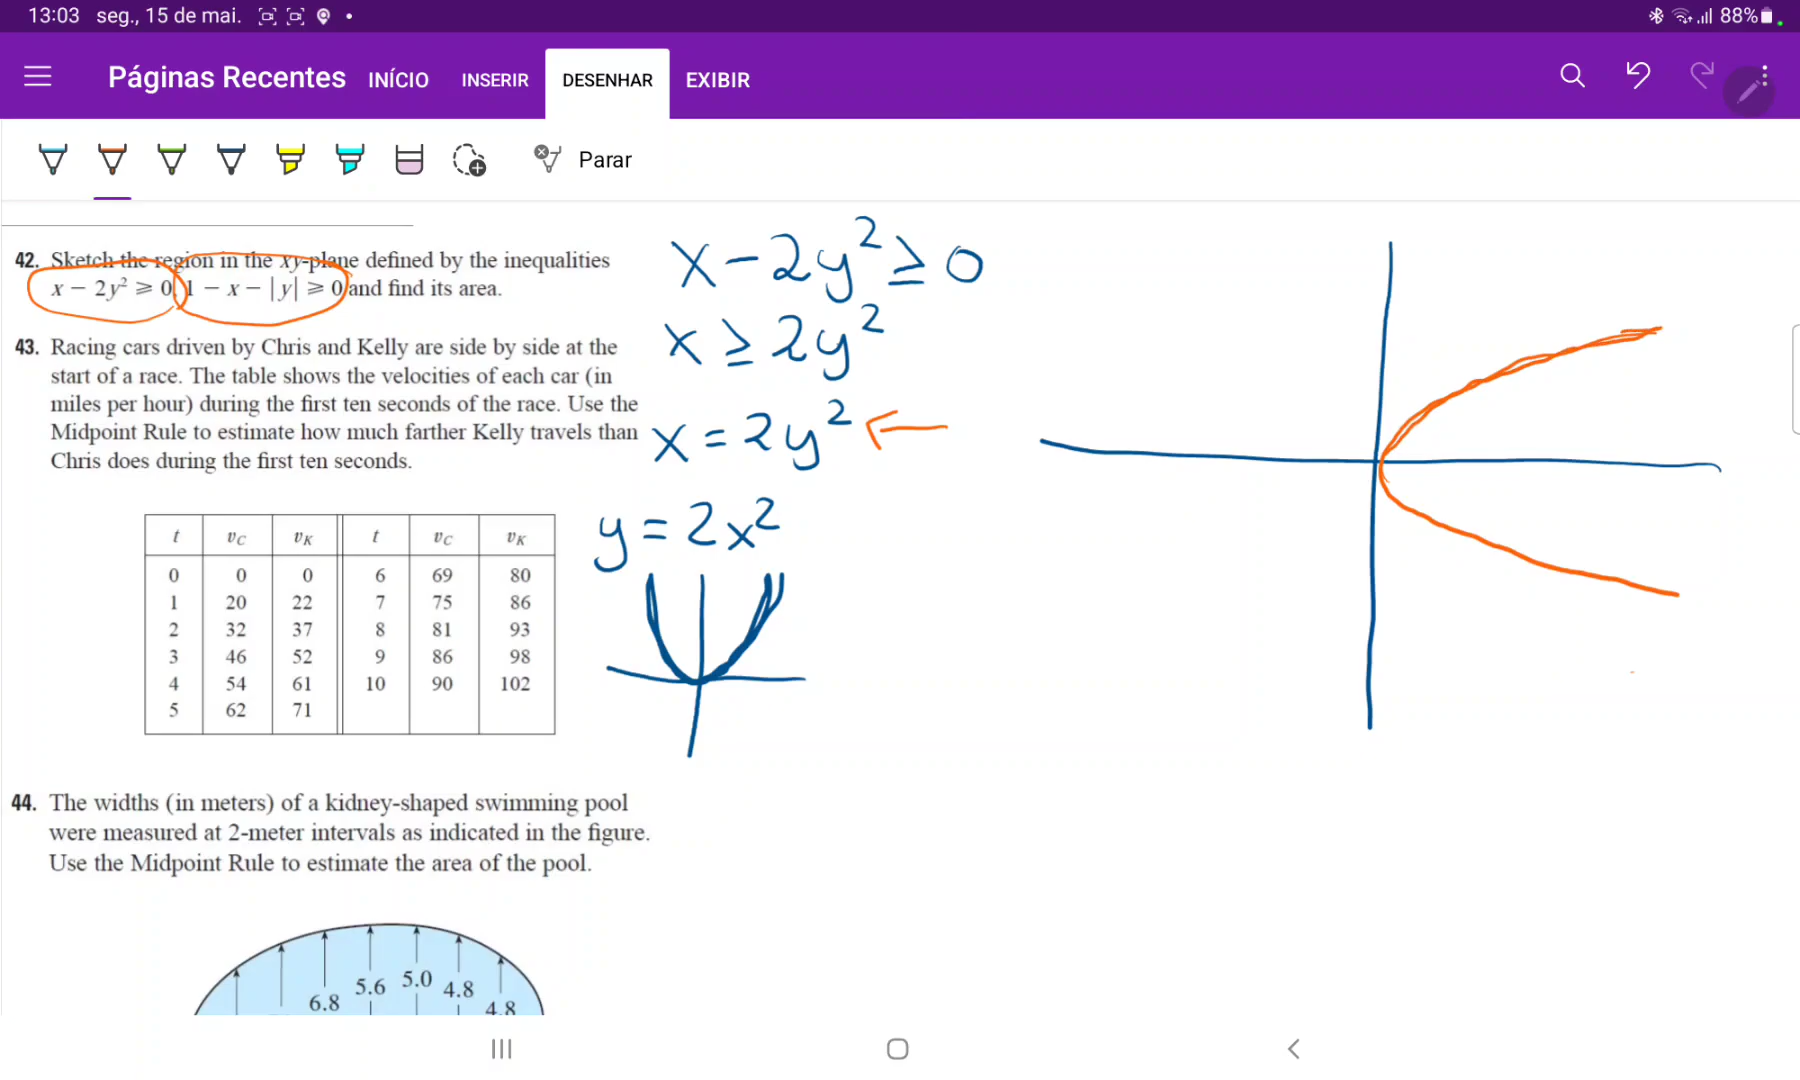 13:03 seg., 15 de mai. 88%
Páginas Recentes INÍCIO INSERIR DESENHAR EXIBIR
Parar
42. Sketch the region in the xy-plane defined by the inequalities
x − 2y² ⩾ 0, 1 − x − |y| ⩾ 0 and find its area.
43. Racing cars driven by Chris and Kelly are side by side at the
start of a race. The table shows the velocities of each car (in
miles per hour) during the first ten seconds of the race. Use the
Midpoint Rule to estimate how much farther Kelly travels than
Chris does during the first ten seconds.
t v_C v_K t v_C v_K
0 0 0 6 69 80
1 20 22 7 75 86
2 32 37 8 81 93
3 46 52 9 86 98
4 54 61 10 90 102
5 62 71
44. The widths (in meters) of a kidney-shaped swimming pool
were measured at 2-meter intervals as indicated in the figure.
Use the Midpoint Rule to estimate the area of the pool.
6.8 5.6 5.0 4.8 4.8
x − 2y² ≥ 0
x ≥ 2y²
x = 2y²
y = 2x²